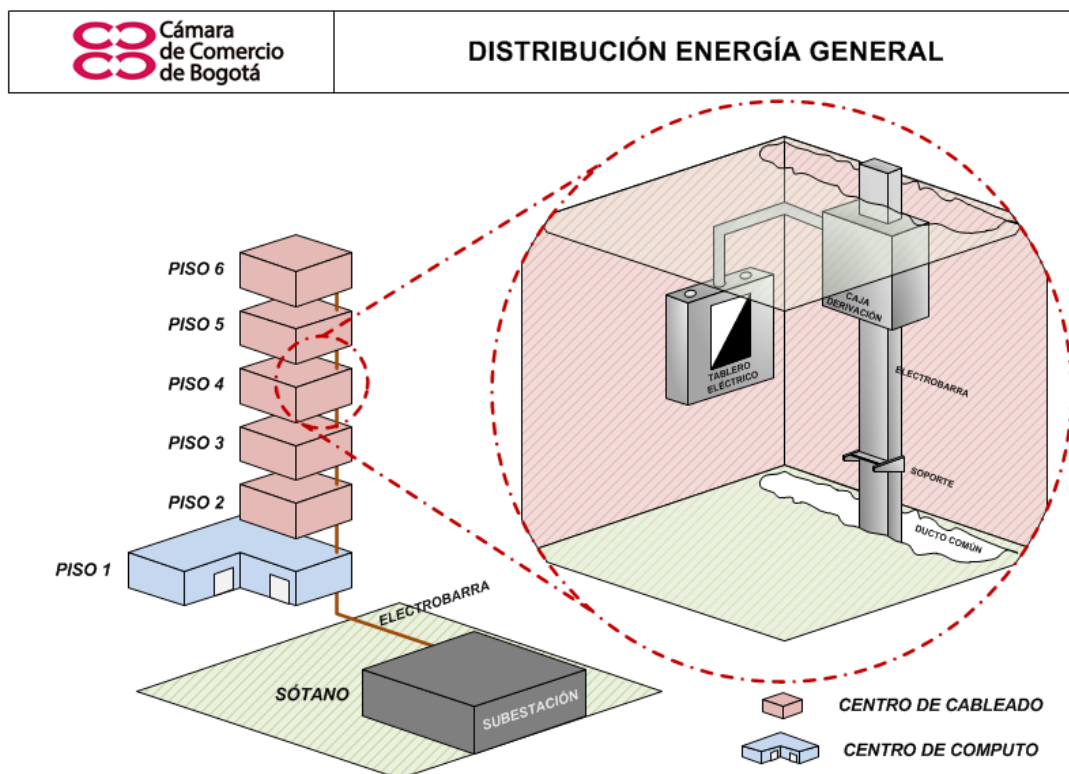 Cámara
de Comercio
de Bogotá
DISTRIBUCIÓN ENERGÍA GENERAL
PISO 6
PISO 5
PISO 4
PISO 3
PISO 2
PISO 1
ELECTROBARRA
SÓTANO
SUBESTACIÓN
CAJA
DERIVACIÓN
TABLERO
ELÉCTRICO
ELECTROBARRA
SOPORTE
DUCTO COMÚN
CENTRO DE CABLEADO
CENTRO DE COMPUTO